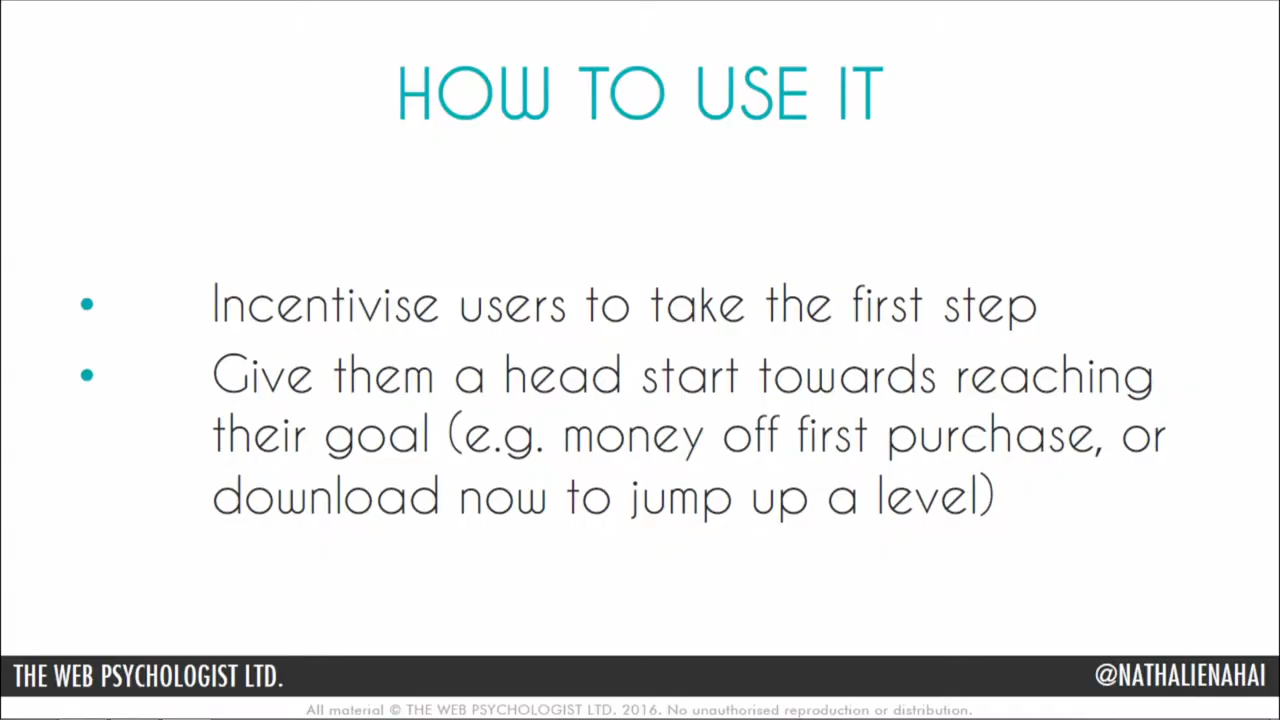 HOW TO USE IT
• Incentivise users to take the first step
• Give them a head start towards reaching
their goal (e.g. money off first purchase, or
download now to jump up a level)
THE WEB PSYCHOLOGIST LTD.
@NATHALIENAHAI
All material © THE WEB PSYCHOLOGIST LTD. 2016. No unauthorised reproduction or distribution.